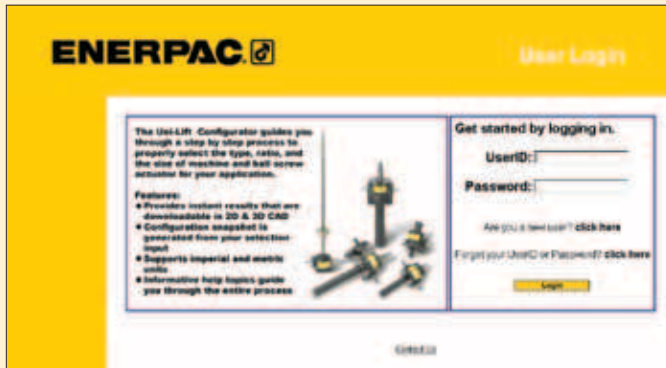 ENERPAC.
User Login
The Uni-Lift Configurator guides you
through a step by step process to
properly select the type, ratio, and
the size of machine and ball screw
actuator for your application.
Features:
• Provides instant results that are
downloadable in 2D & 3D CAD
• Configuration snapshot is
generated from your selection
input
• Supports imperial and metric
units
• Informative help topics guide
you through the entire process
Get started by logging in.
UserID:
Password:
Are you a new user? click here
Forgot your UserID or Password? click here
Login
Contact Us